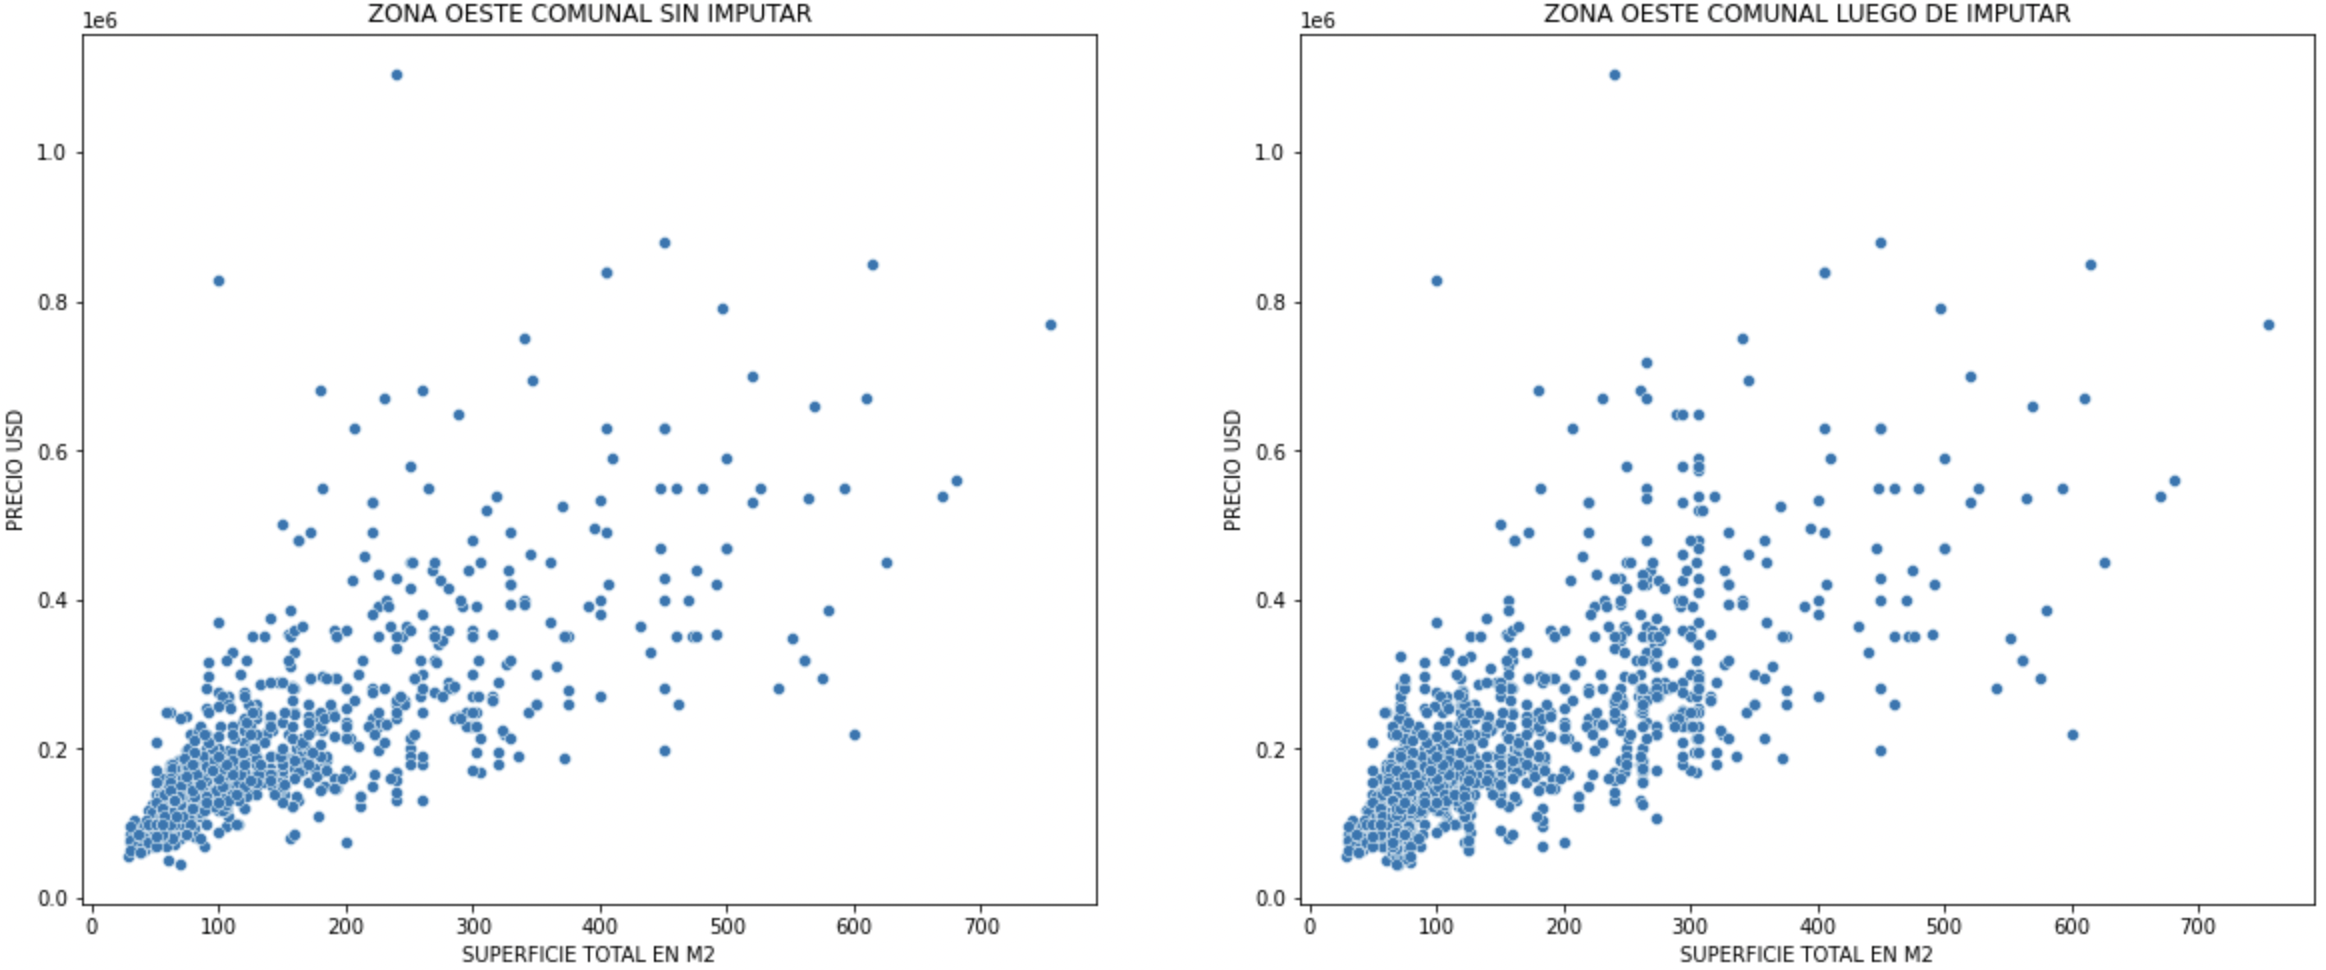 ZONA OESTE COMUNAL SIN IMPUTAR
1e6
1.0
0.8
0.6
0.4
0.2
0.0
PRECIO USD
0 100 200 300 400 500 600 700
SUPERFICIE TOTAL EN M2
ZONA OESTE COMUNAL LUEGO DE IMPUTAR
1e6
1.0
0.8
0.6
0.4
0.2
0.0
PRECIO USD
0 100 200 300 400 500 600 700
SUPERFICIE TOTAL EN M2